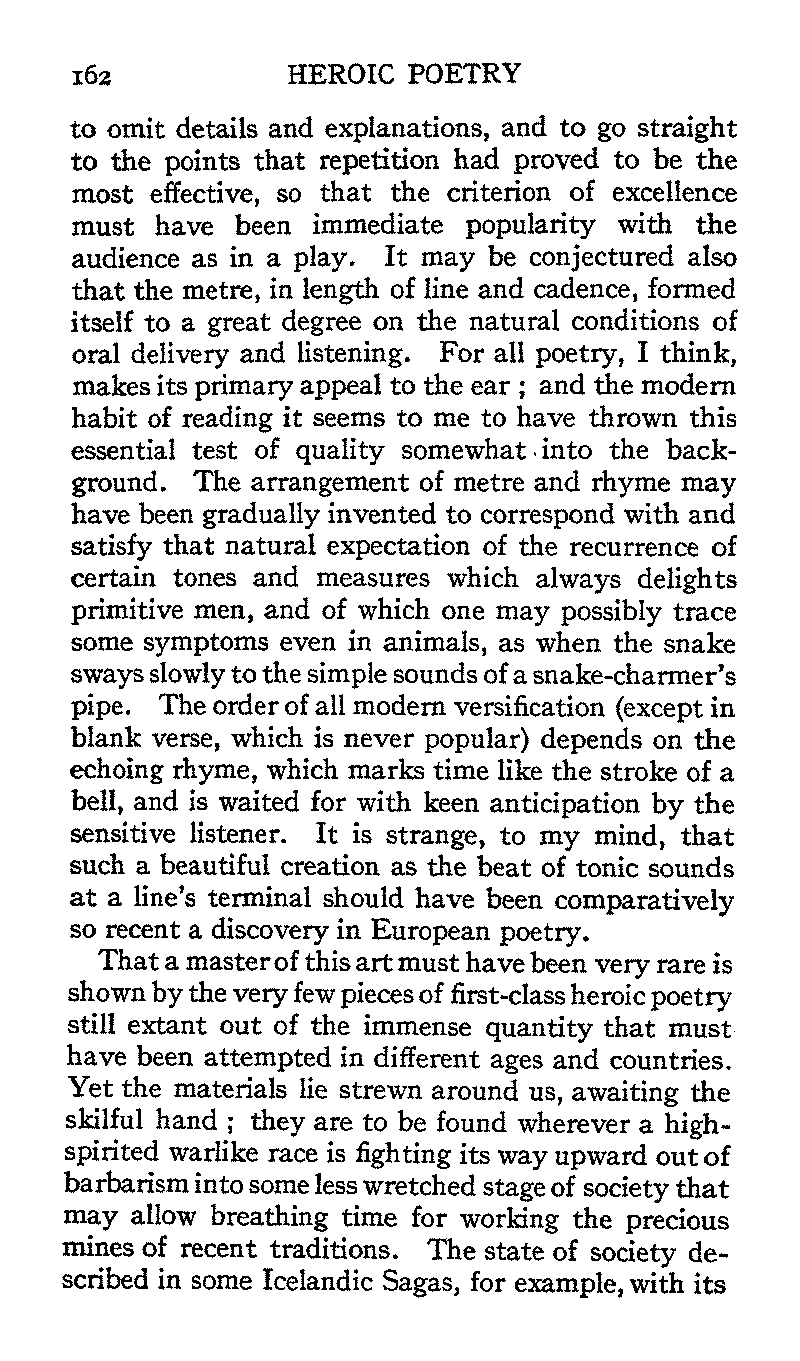 162 HEROIC POETRY
to omit details and explanations, and to go straight
to the points that repetition had proved to be the
most effective, so that the criterion of excellence
must have been immediate popularity with the
audience as in a play. It may be conjectured also
that the metre, in length of line and cadence, formed
itself to a great degree on the natural conditions of
oral delivery and listening. For all poetry, I think,
makes its primary appeal to the ear ; and the modern
habit of reading it seems to me to have thrown this
essential test of quality somewhat into the back-
ground. The arrangement of metre and rhyme may
have been gradually invented to correspond with and
satisfy that natural expectation of the recurrence of
certain tones and measures which always delights
primitive men, and of which one may possibly trace
some symptoms even in animals, as when the snake
sways slowly to the simple sounds of a snake-charmer's
pipe. The order of all modern versification (except in
blank verse, which is never popular) depends on the
echoing rhyme, which marks time like the stroke of a
bell, and is waited for with keen anticipation by the
sensitive listener. It is strange, to my mind, that
such a beautiful creation as the beat of tonic sounds
at a line's terminal should have been comparatively
so recent a discovery in European poetry.
That a master of this art must have been very rare is
shown by the very few pieces of first-class heroic poetry
still extant out of the immense quantity that must
have been attempted in different ages and countries.
Yet the materials lie strewn around us, awaiting the
skilful hand ; they are to be found wherever a high-
spirited warlike race is fighting its way upward out of
barbarism into some less wretched stage of society that
may allow breathing time for working the precious
mines of recent traditions. The state of society de-
scribed in some Icelandic Sagas, for example, with its